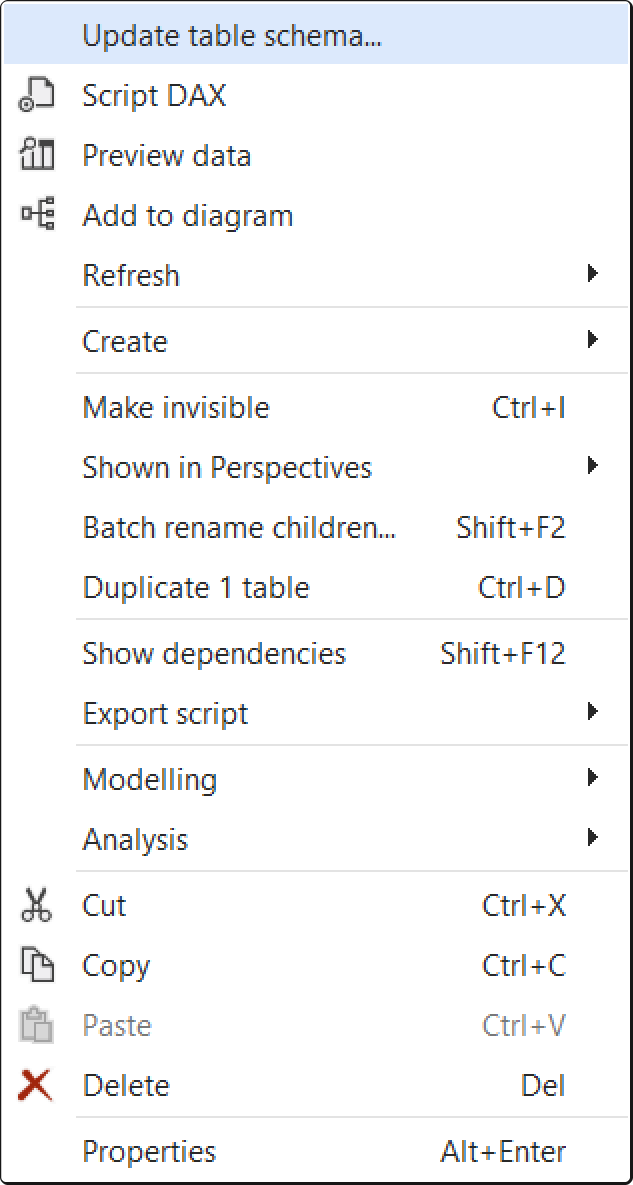 Update table schema...
Script DAX
Preview data
Add to diagram
Refresh
Create
Make invisible Ctrl+I
Shown in Perspectives
Batch rename children... Shift+F2
Duplicate 1 table Ctrl+D
Show dependencies Shift+F12
Export script
Modelling
Analysis
Cut Ctrl+X
Copy Ctrl+C
Paste Ctrl+V
Delete Del
Properties Alt+Enter